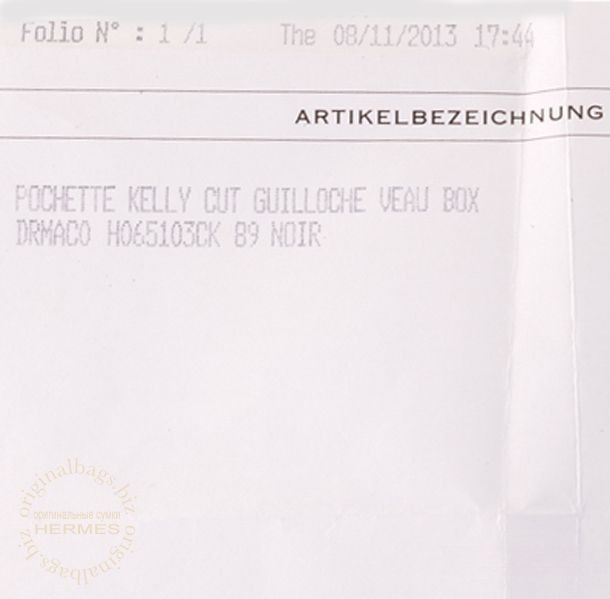 Folio N° : 1 /1 The 08/11/2013 17:44
ARTIKELBEZEICHNUNG
POCHETTE KELLY CUT GUILLOCHE VEAU BOX
DRMACO H065103CK 89 NOIR
originalbags.biz originalbags.biz
оригинальные сумки
HERMES